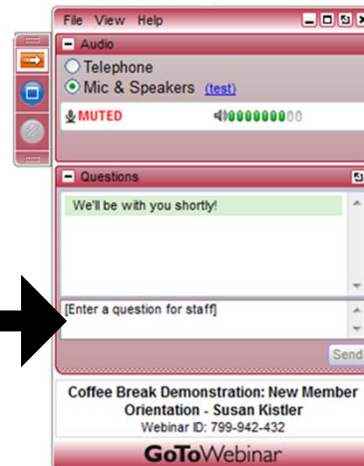 File View Help
Audio
Telephone
Mic & Speakers (test)
MUTED
Questions
We'll be with you shortly!
[Enter a question for staff]
Send
Coffee Break Demonstration: New Member
Orientation - Susan Kistler
Webinar ID: 799-942-432
GoToWebinar